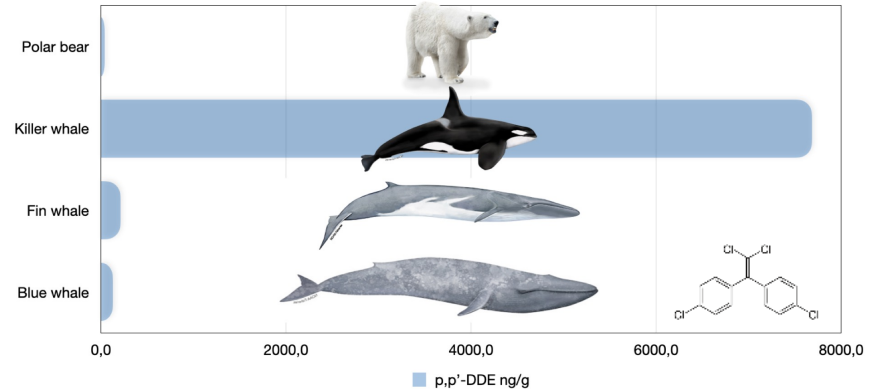 Polar bear
Killer whale
Fin whale
Blue whale
Cl Cl
Cl Cl
0,0 2000,0 4000,0 6000,0 8000,0
p,p'-DDE ng/g